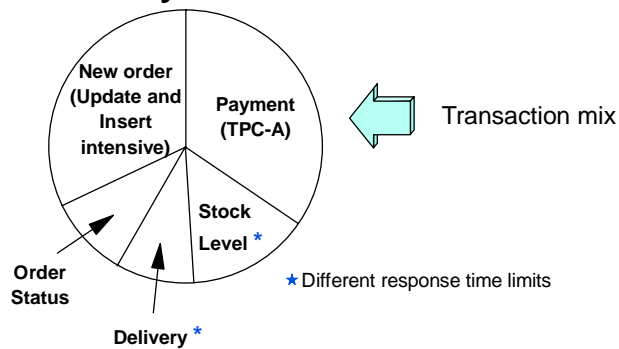 New order
(Update and
Insert
intensive)
Payment
(TPC-A)
Transaction mix
Stock
Level *
Order
Status
Delivery *
★ Different response time limits